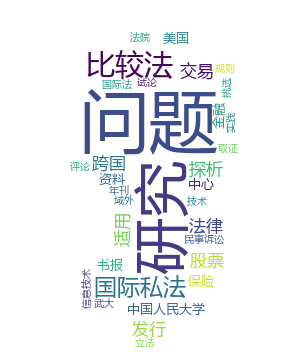 法院
美国
比较法
交易
规则
国际法
试论
挑选
金融
实践
问题
取证
评论
跨国
研究
探析
资料
中心
年刊
域外
技术
适用
法律
民事诉讼
书报
股票
信息技术
国际私法
保险
武大
中国人民大学
发行
立法